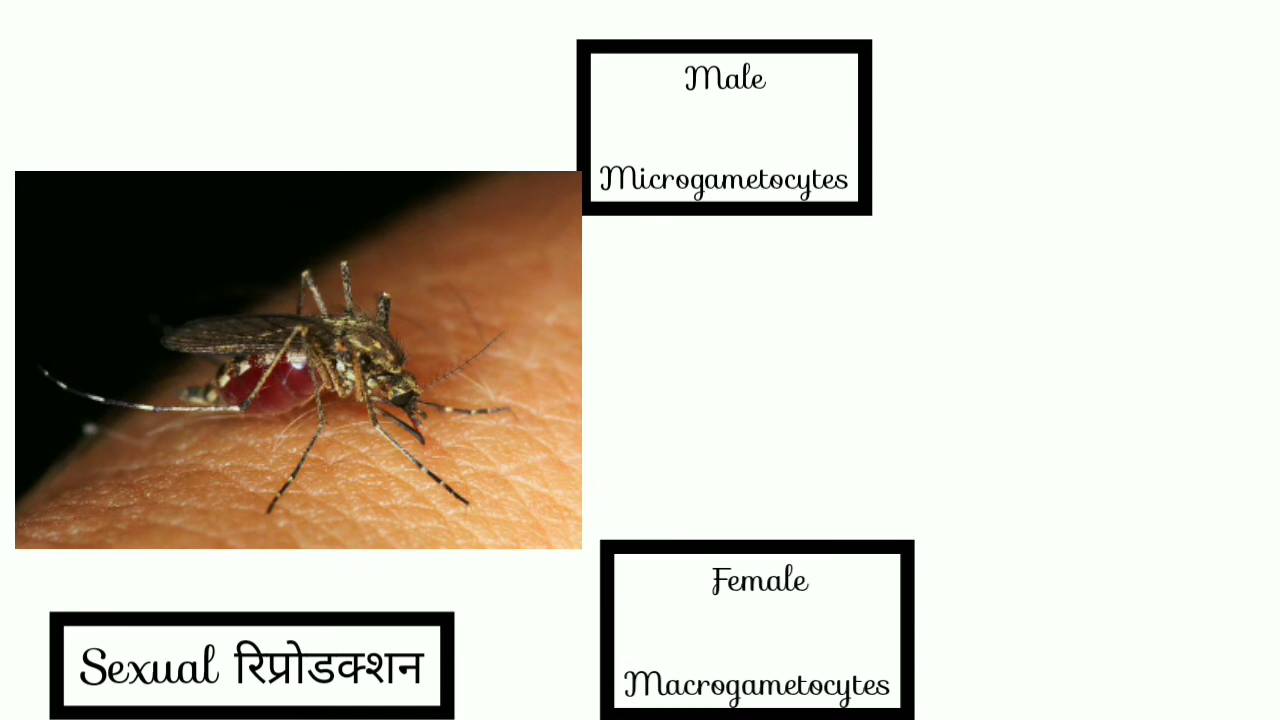 Male
Microgametocytes
Female
Macrogametocytes
Sexual रिप्रोडक्शन